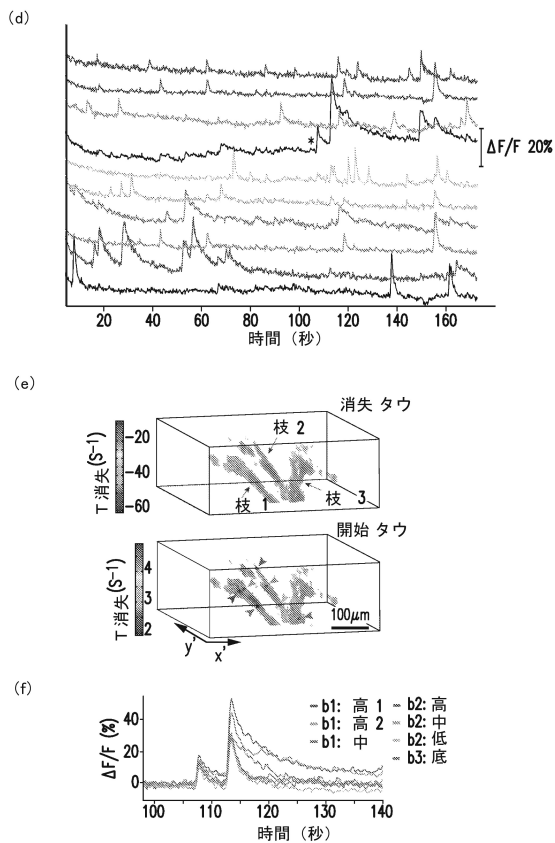 (d)
*
ΔF/F 20%
20 40 60 80 100 120 140 160
時間 (秒)
(e)
消失 タウ
T 消失(S⁻¹)
-20
-40
-60
枝 2
枝 1
枝 3
開始 タウ
T 消失(S⁻¹)
4
3
2
100μm
y'
x'
(f)
ΔF/F (%)
40
20
0
b1: 高 1
b1: 高 2
b1: 中
b2: 高
b2: 中
b2: 低
b3: 底
100 110 120 130 140
時間 (秒)